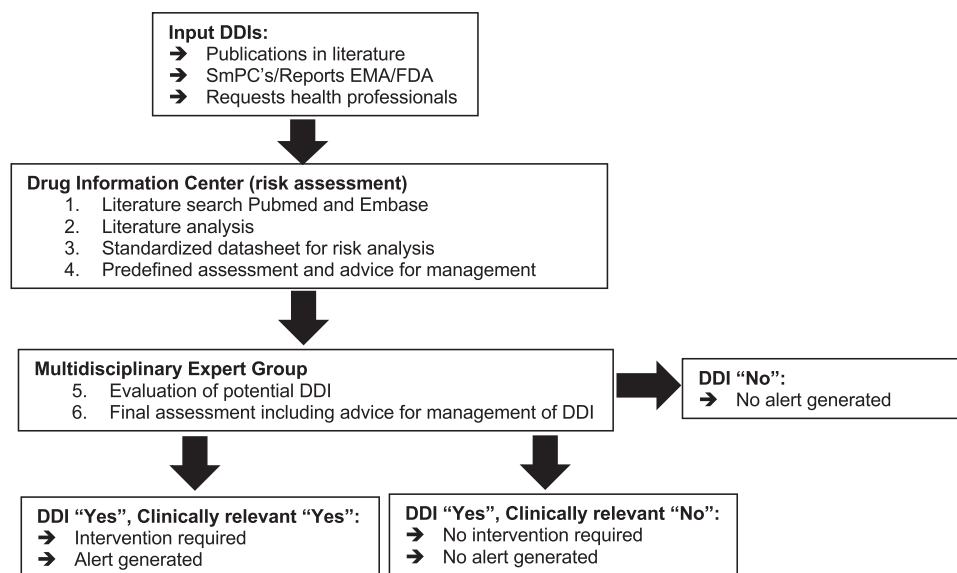 Input DDIs:
➔ Publications in literature
➔ SmPC's/Reports EMA/FDA
➔ Requests health professionals
Drug Information Center (risk assessment)
1. Literature search Pubmed and Embase
2. Literature analysis
3. Standardized datasheet for risk analysis
4. Predefined assessment and advice for management
Multidisciplinary Expert Group
5. Evaluation of potential DDI
6. Final assessment including advice for management of DDI
DDI “No”:
➔ No alert generated
DDI “Yes”, Clinically relevant “Yes”:
➔ Intervention required
➔ Alert generated
DDI “Yes”, Clinically relevant “No”:
➔ No intervention required
➔ No alert generated